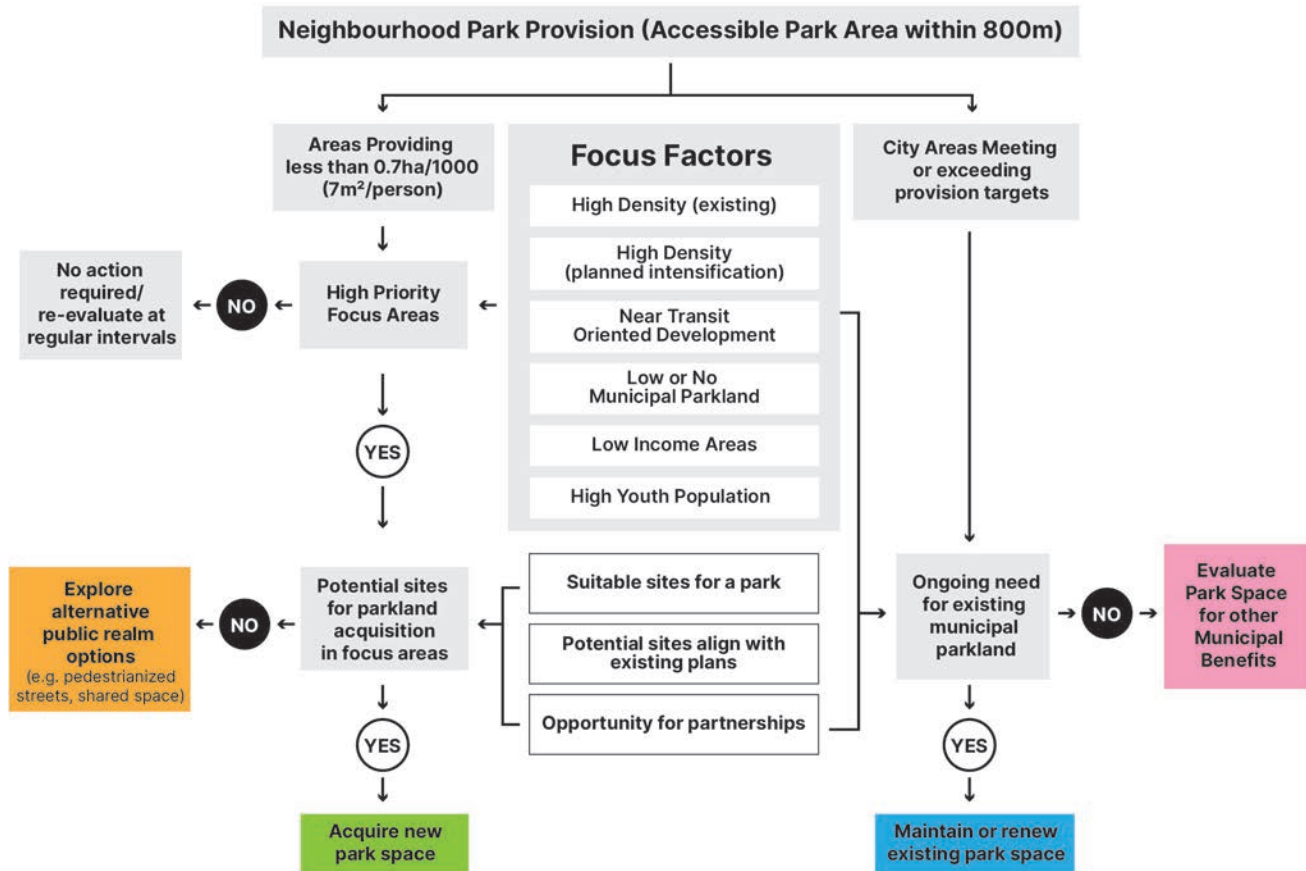 Neighbourhood Park Provision (Accessible Park Area within 800m)
Areas Providing
less than 0.7ha/1000
(7m²/person)
Focus Factors
High Density (existing)
High Density
(planned intensification)
Near Transit
Oriented Development
Low or No
Municipal Parkland
Low Income Areas
High Youth Population
City Areas Meeting
or exceeding
provision targets
No action
required/
re-evaluate at
regular intervals
NO
High Priority
Focus Areas
YES
Explore
alternative
public realm
options
(e.g. pedestrianized
streets, shared space)
NO
Potential sites
for parkland
acquisition
in focus areas
Suitable sites for a park
Potential sites align with
existing plans
Opportunity for partnerships
Ongoing need
for existing
municipal
parkland
NO
Evaluate
Park Space
for other
Municipal
Benefits
YES
YES
Acquire new
park space
Maintain or renew
existing park space